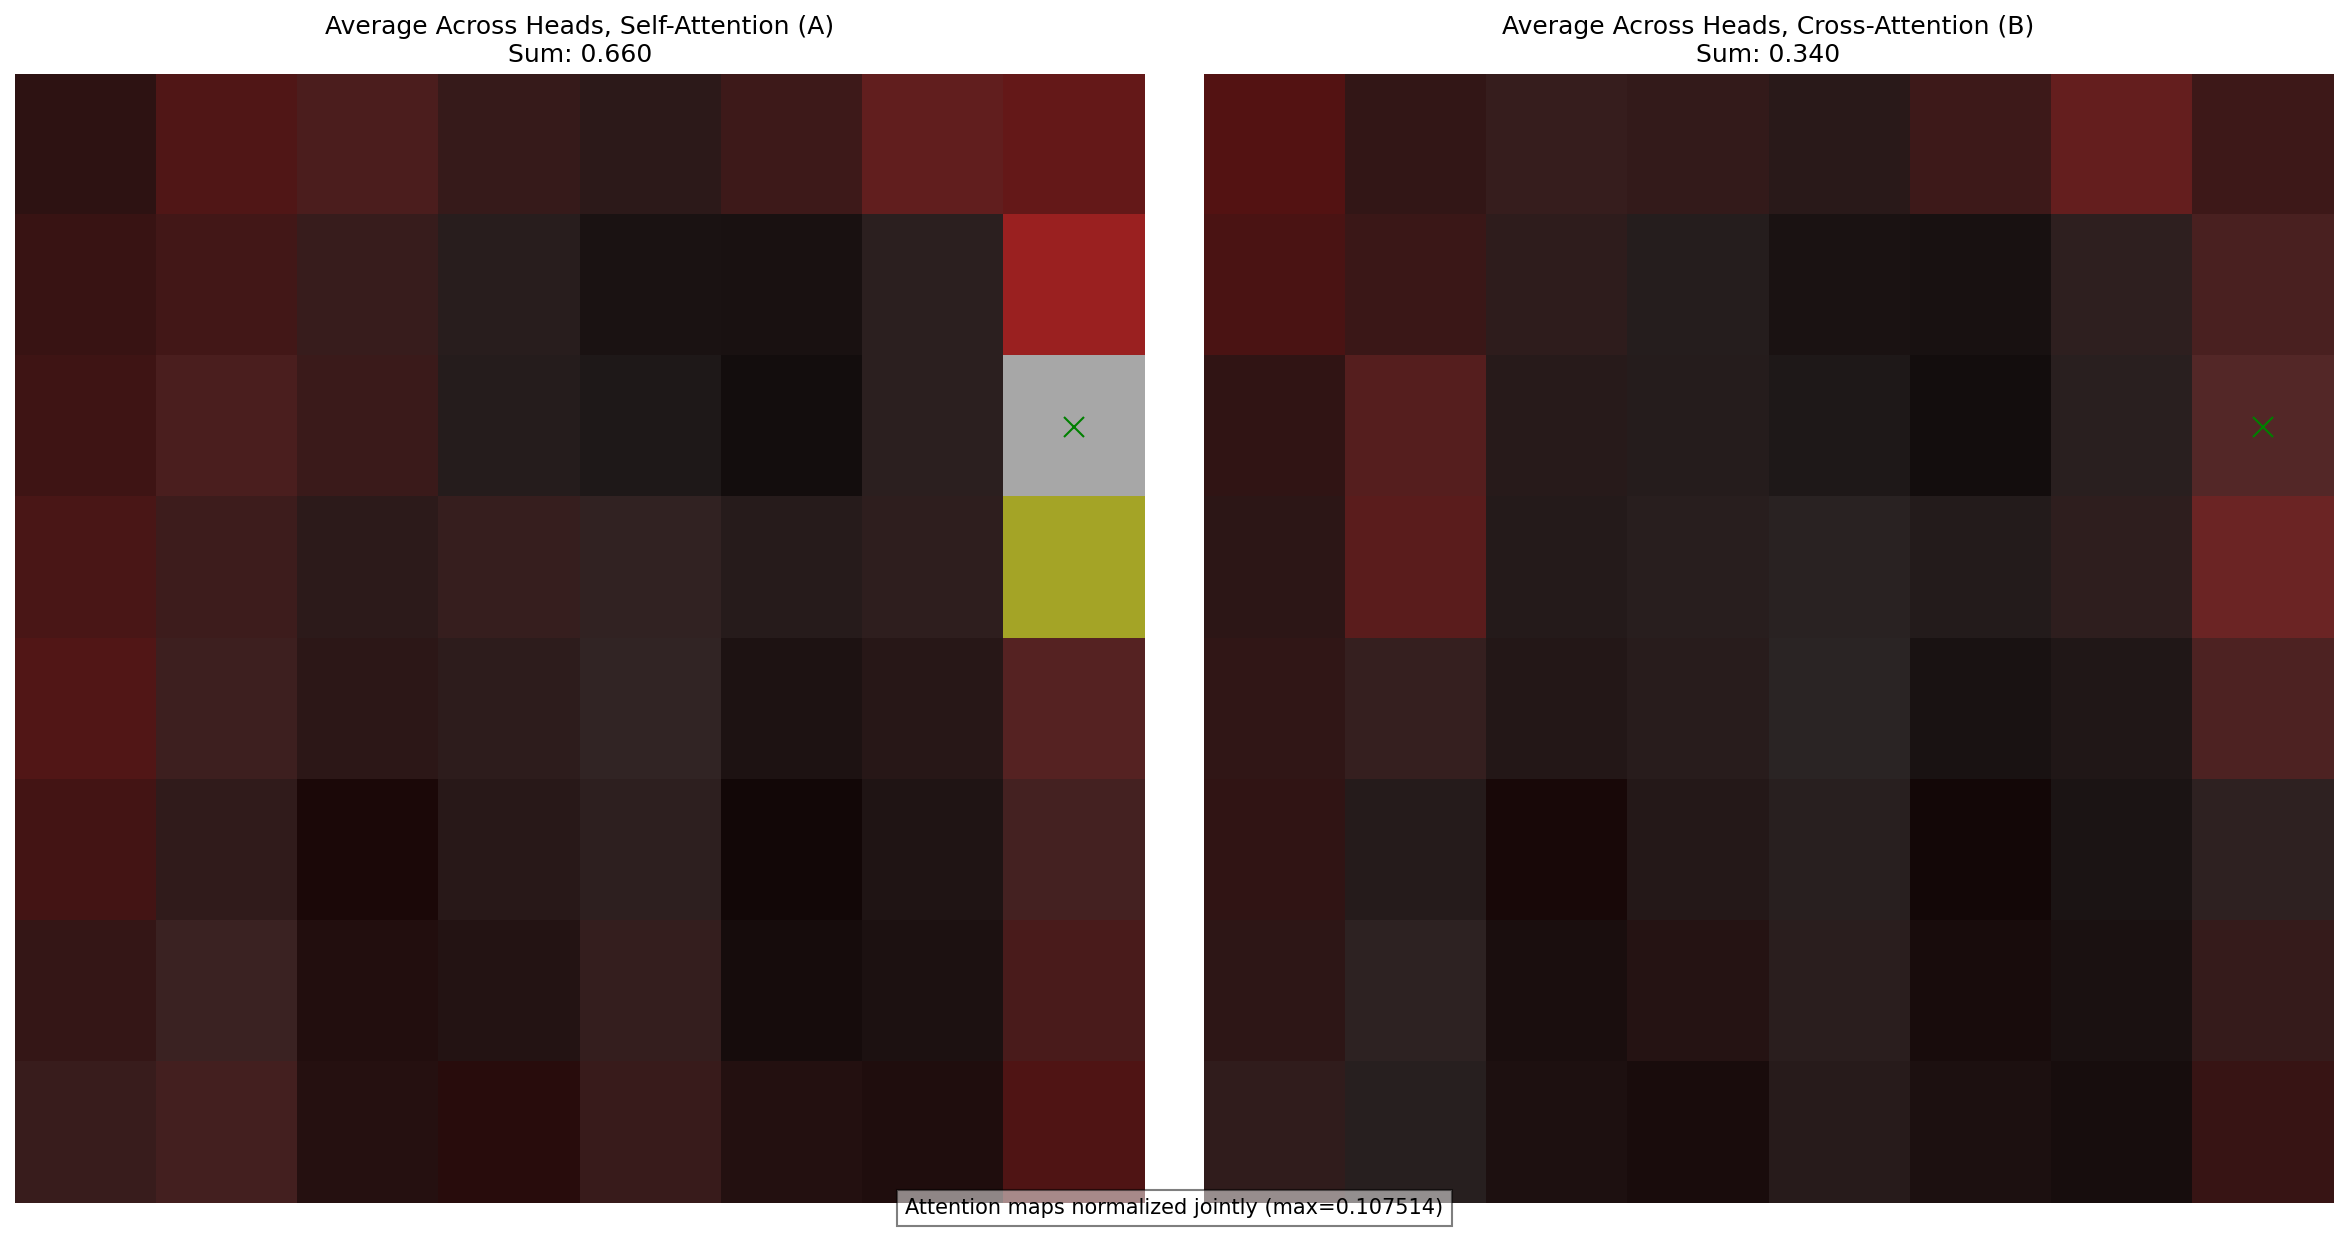 Average Across Heads, Self-Attention (A)
Sum: 0.660
Average Across Heads, Cross-Attention (B)
Sum: 0.340
Attention maps normalized jointly (max=0.107514)